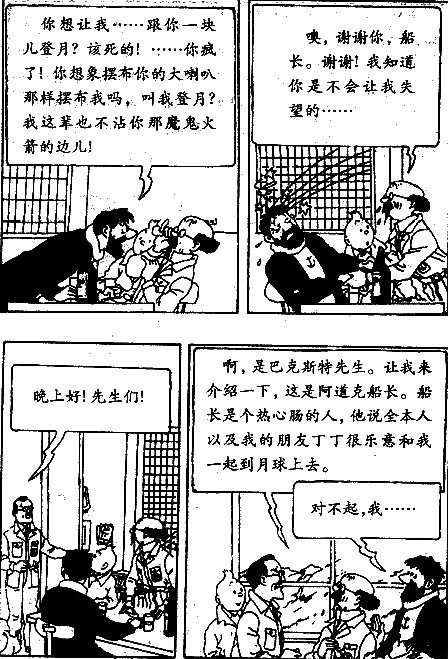 你想让我……跟你一块
儿登月？该死的！……你疯
了！你想象摆布你的大喇叭
那样摆布我吗，叫我登月？
我这辈也不沾你那魔鬼火
箭的边儿！
噢，谢谢你，船
长。谢谢！我知道
你是不会让我失
望的……
晚上好！先生们！
啊，是巴克斯特先生。让我来
介绍一下，这是阿道克船长。船
长是个热心肠的人，他说全本人
以及我的朋友丁丁很乐意和我
一起到月球上去。
对不起，我……